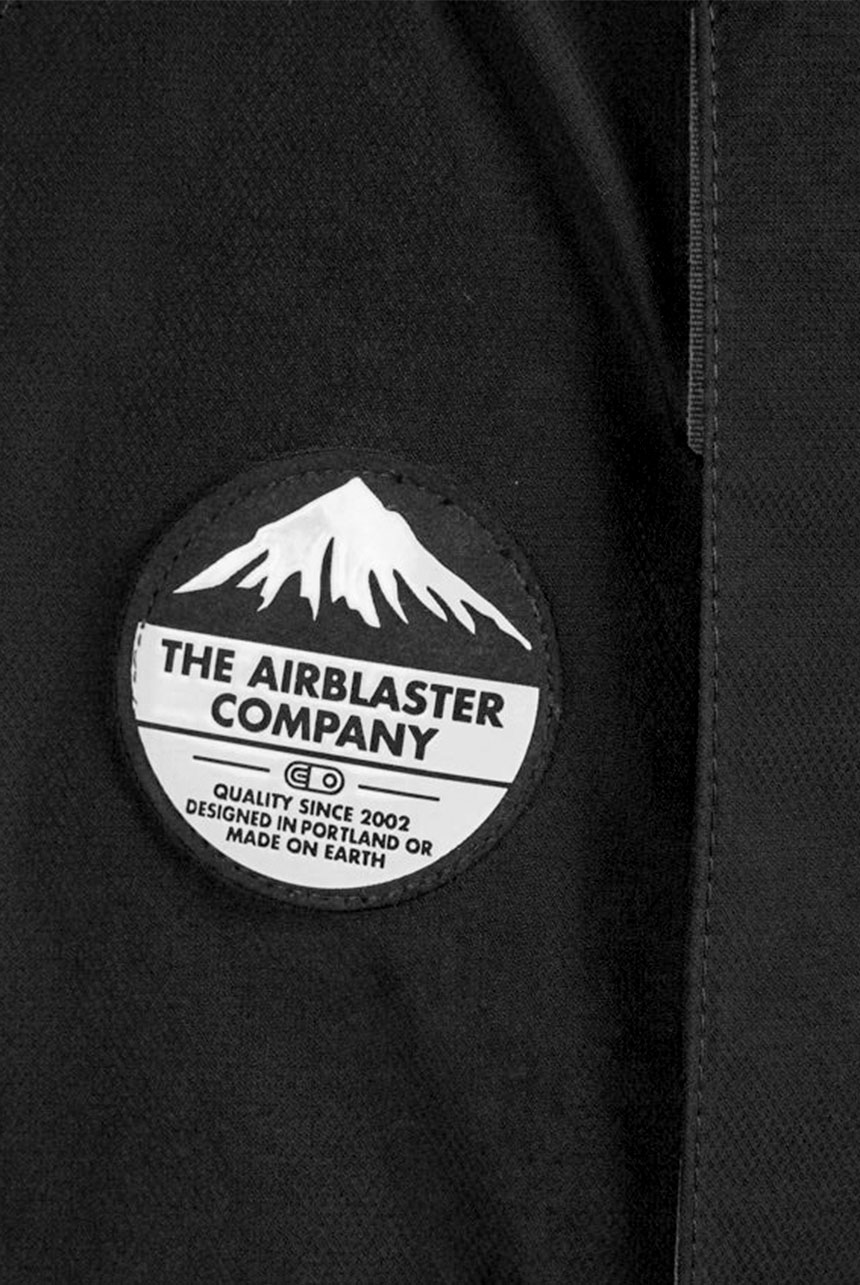 THE AIRBLASTER
COMPANY
QUALITY SINCE 2002
DESIGNED IN PORTLAND OR
MADE ON EARTH